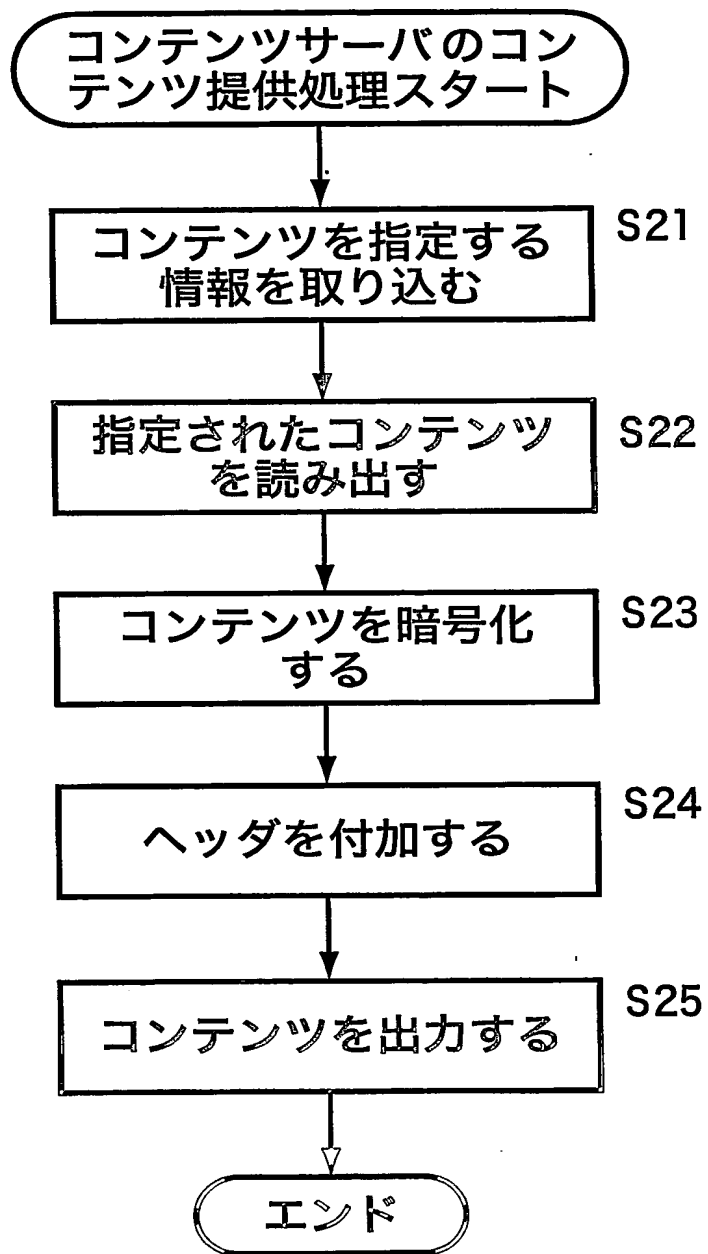 コンテンツサーバのコン
テンツ提供処理スタート
S21
コンテンツを指定する
情報を取り込む
S22
指定されたコンテンツ
を読み出す
S23
コンテンツを暗号化
する
S24
ヘッダを付加する
S25
コンテンツを出力する
エンド